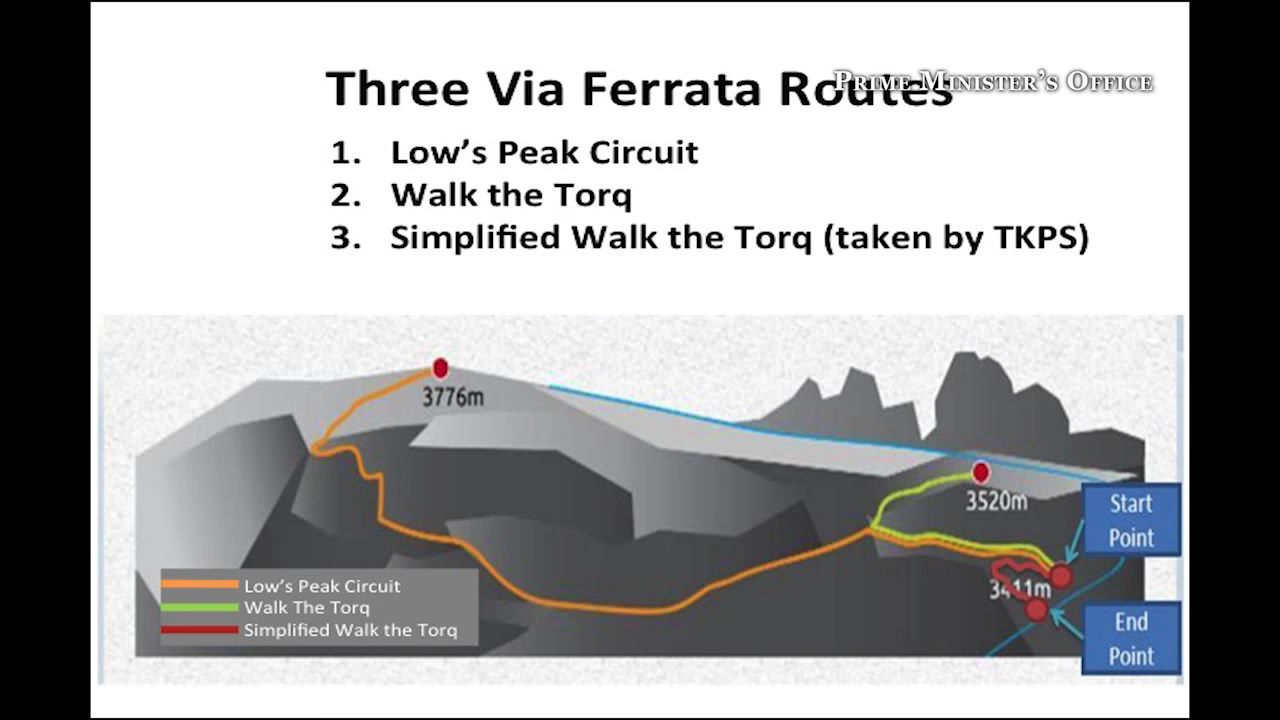 Three Via Ferrata Routes
PRIME MINISTER'S OFFICE
1. Low's Peak Circuit
2. Walk the Torq
3. Simplified Walk the Torq (taken by TKPS)
3776m
3520m
Start
Point
3411m
Low's Peak Circuit
Walk The Torq
Simplified Walk the Torq
End
Point